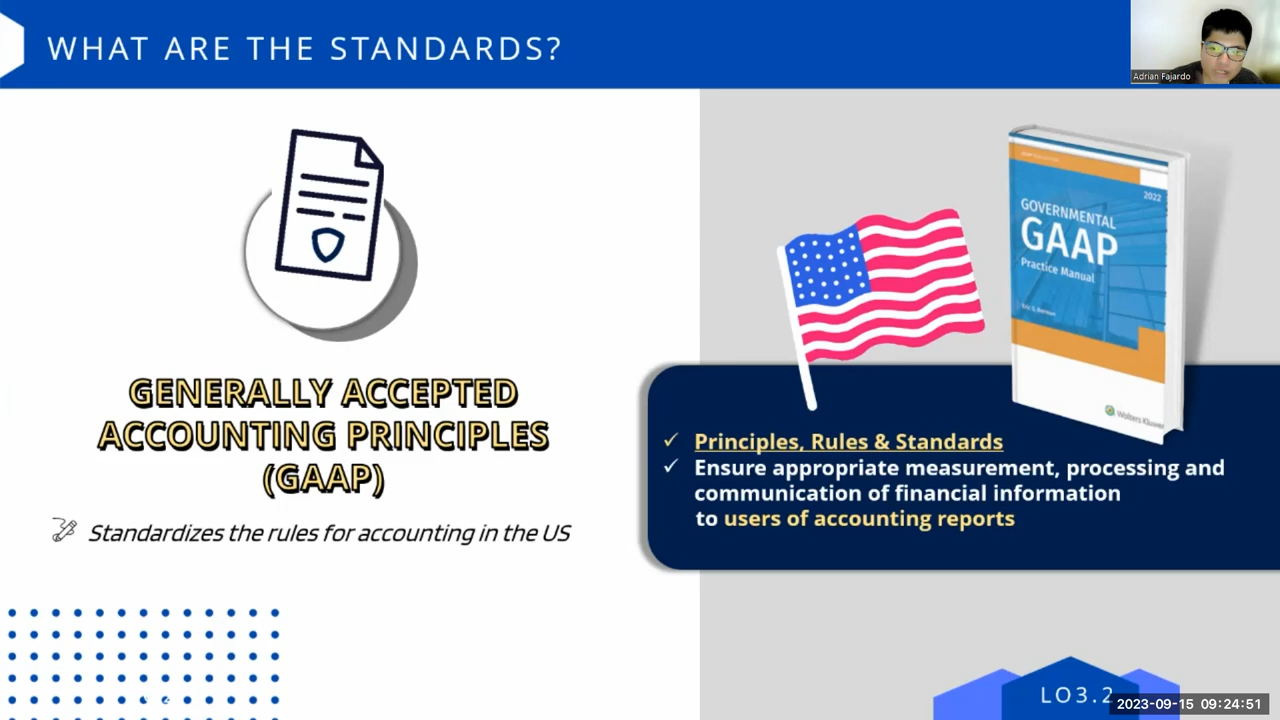 WHAT ARE THE STANDARDS?
Adrian Fajardo
2022
GOVERNMENTAL
GAAP
Practice Manual
Wolters Kluwer
GENERALLY ACCEPTED
ACCOUNTING PRINCIPLES
(GAAP)
Standardizes the rules for accounting in the US
✓ Principles, Rules & Standards
✓ Ensure appropriate measurement, processing and
communication of financial information
to users of accounting reports
LO3.2
2023-09-15 09:24:51